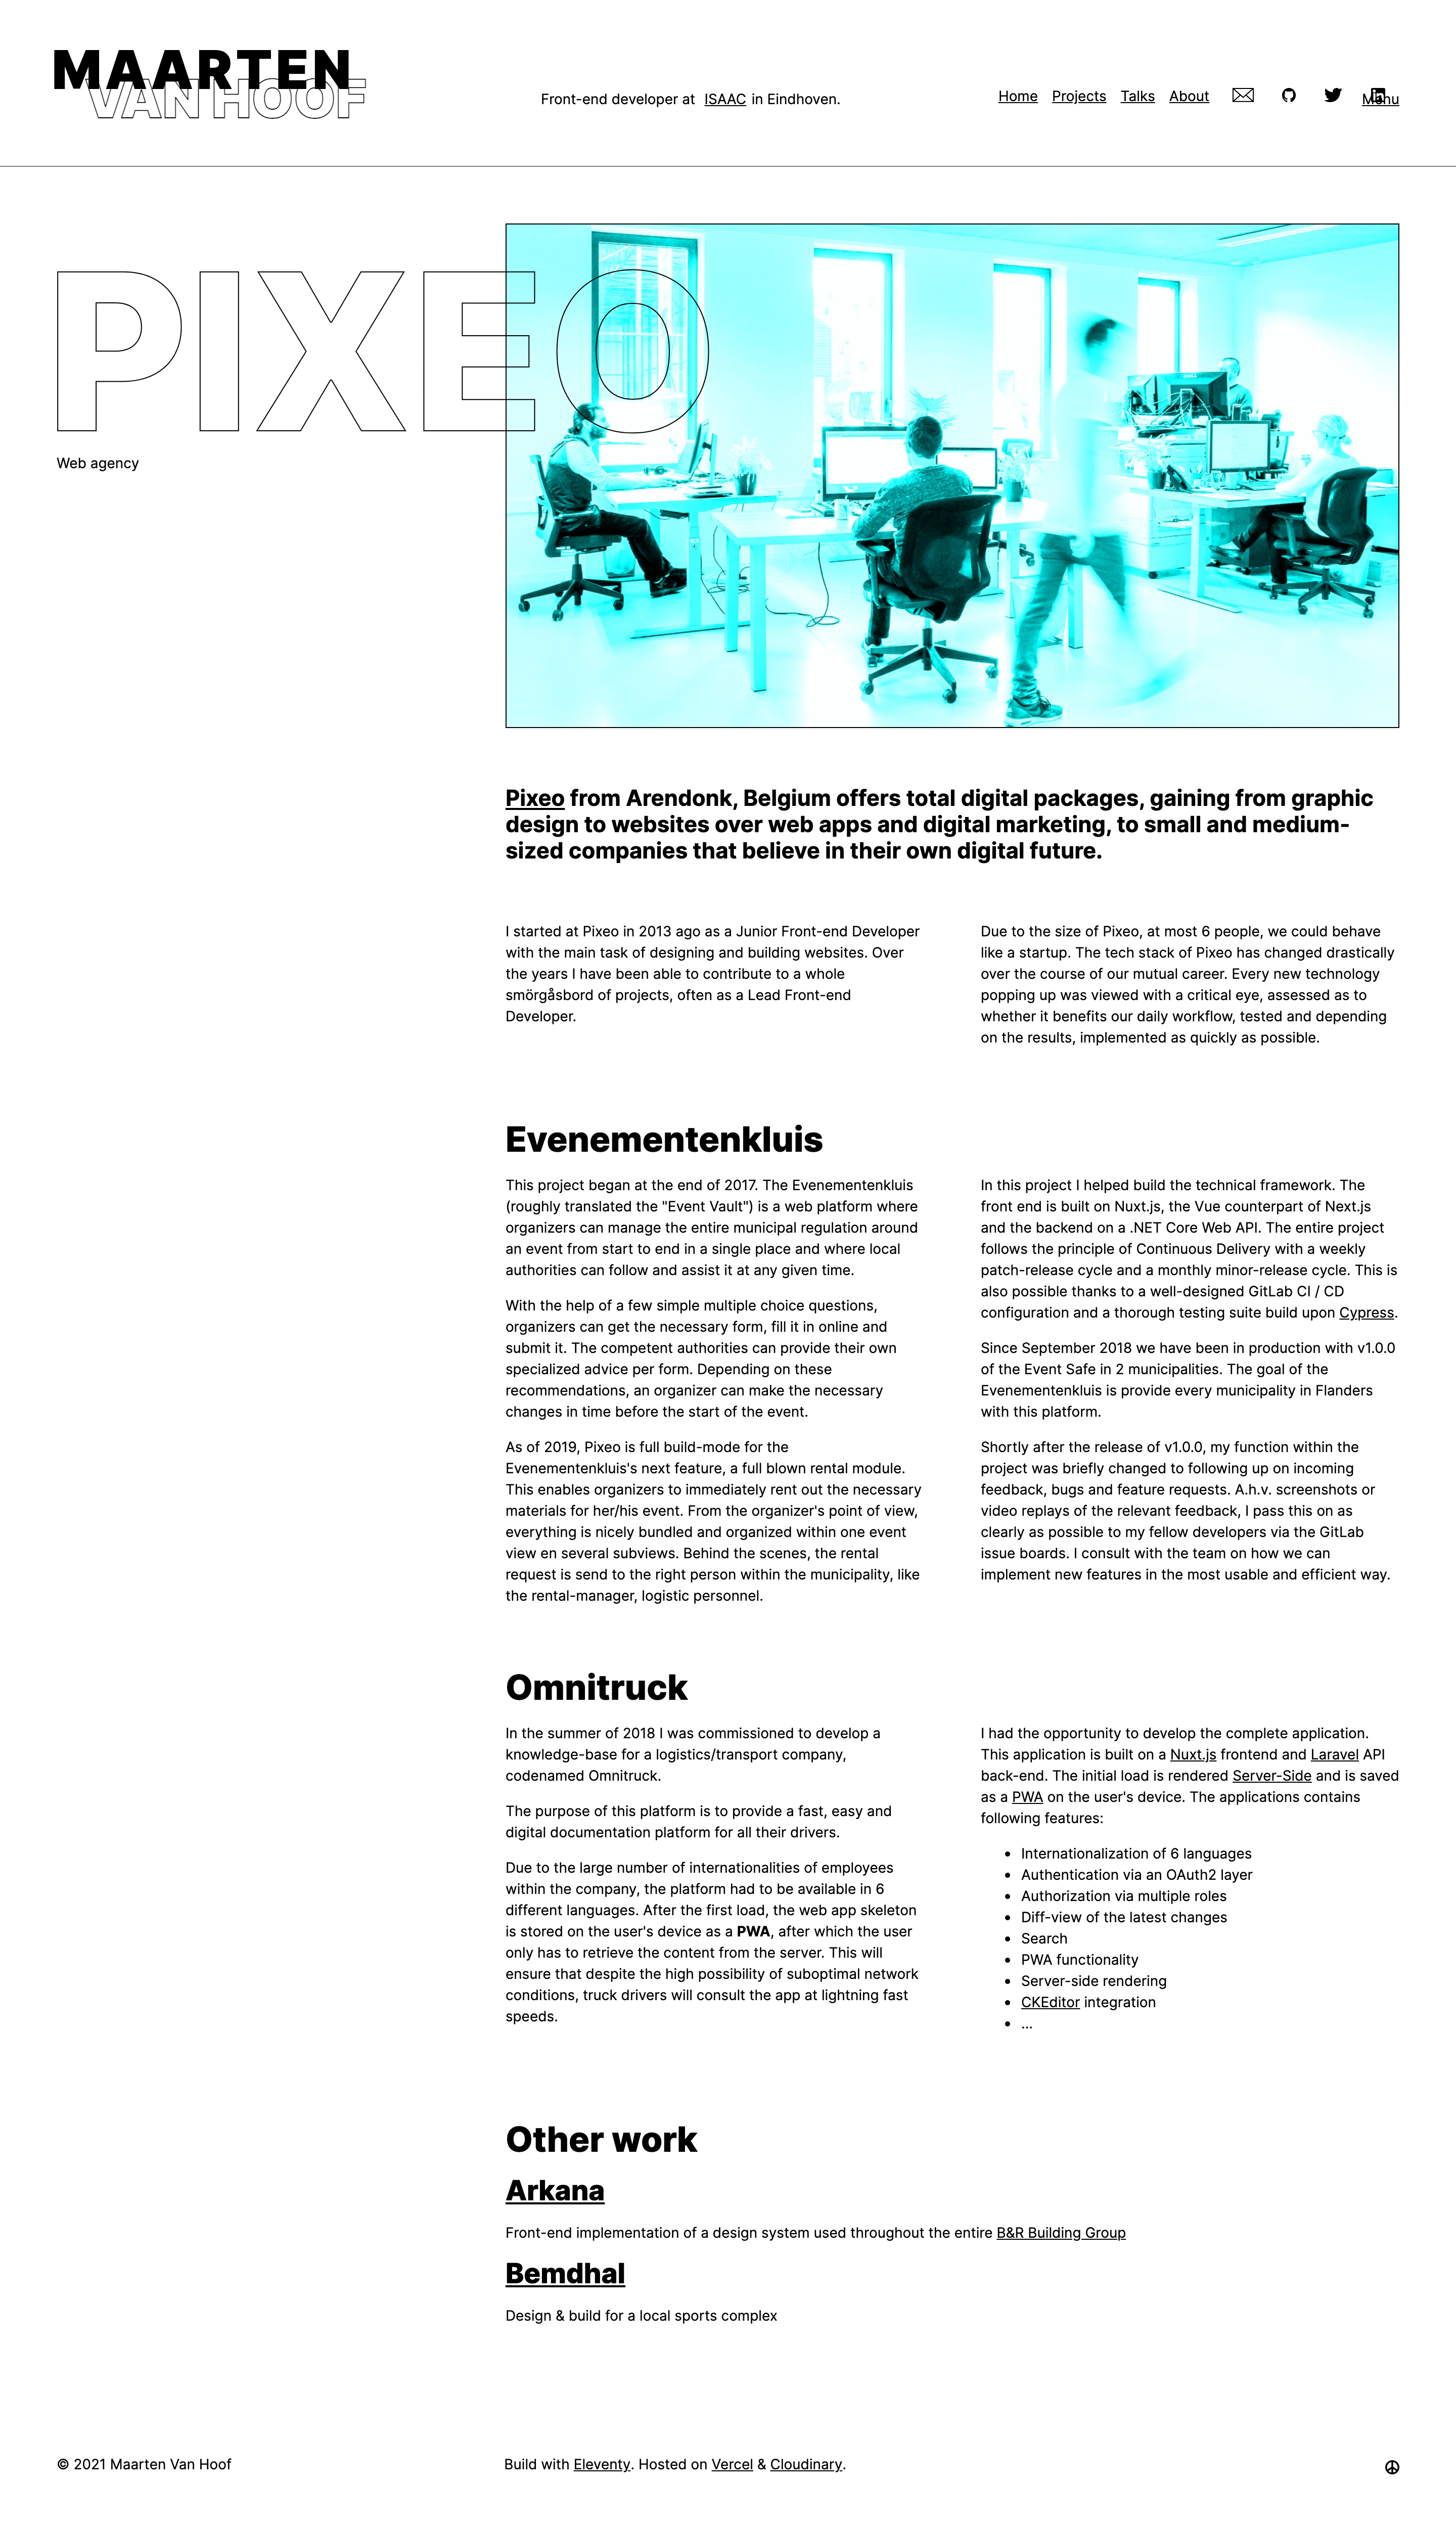 MAARTEN
VAN HOOF
Front-end developer at ISAAC in Eindhoven.
Home Projects Talks About
Menu
PIXEO
Web agency
Pixeo from Arendonk, Belgium offers total digital packages, gaining from graphic
design to websites over web apps and digital marketing, to small and medium-
sized companies that believe in their own digital future.
I started at Pixeo in 2013 ago as a Junior Front-end Developer
with the main task of designing and building websites. Over
the years I have been able to contribute to a whole
smörgåsbord of projects, often as a Lead Front-end
Developer.
Due to the size of Pixeo, at most 6 people, we could behave
like a startup. The tech stack of Pixeo has changed drastically
over the course of our mutual career. Every new technology
popping up was viewed with a critical eye, assessed as to
whether it benefits our daily workflow, tested and depending
on the results, implemented as quickly as possible.
Evenementenkluis
This project began at the end of 2017. The Evenementenkluis
(roughly translated the "Event Vault") is a web platform where
organizers can manage the entire municipal regulation around
an event from start to end in a single place and where local
authorities can follow and assist it at any given time.
With the help of a few simple multiple choice questions,
organizers can get the necessary form, fill it in online and
submit it. The competent authorities can provide their own
specialized advice per form. Depending on these
recommendations, an organizer can make the necessary
changes in time before the start of the event.
As of 2019, Pixeo is full build-mode for the
Evenementenkluis's next feature, a full blown rental module.
This enables organizers to immediately rent out the necessary
materials for her/his event. From the organizer's point of view,
everything is nicely bundled and organized within one event
view en several subviews. Behind the scenes, the rental
request is send to the right person within the municipality, like
the rental-manager, logistic personnel.
In this project I helped build the technical framework. The
front end is built on Nuxt.js, the Vue counterpart of Next.js
and the backend on a .NET Core Web API. The entire project
follows the principle of Continuous Delivery with a weekly
patch-release cycle and a monthly minor-release cycle. This is
also possible thanks to a well-designed GitLab CI / CD
configuration and a thorough testing suite build upon Cypress.
Since September 2018 we have been in production with v1.0.0
of the Event Safe in 2 municipalities. The goal of the
Evenementenkluis is provide every municipality in Flanders
with this platform.
Shortly after the release of v1.0.0, my function within the
project was briefly changed to following up on incoming
feedback, bugs and feature requests. A.h.v. screenshots or
video replays of the relevant feedback, I pass this on as
clearly as possible to my fellow developers via the GitLab
issue boards. I consult with the team on how we can
implement new features in the most usable and efficient way.
Omnitruck
In the summer of 2018 I was commissioned to develop a
knowledge-base for a logistics/transport company,
codenamed Omnitruck.
The purpose of this platform is to provide a fast, easy and
digital documentation platform for all their drivers.
Due to the large number of internationalities of employees
within the company, the platform had to be available in 6
different languages. After the first load, the web app skeleton
is stored on the user's device as a PWA, after which the user
only has to retrieve the content from the server. This will
ensure that despite the high possibility of suboptimal network
conditions, truck drivers will consult the app at lightning fast
speeds.
I had the opportunity to develop the complete application.
This application is built on a Nuxt.js frontend and Laravel API
back-end. The initial load is rendered Server-Side and is saved
as a PWA on the user's device. The applications contains
following features:
• Internationalization of 6 languages
• Authentication via an OAuth2 layer
• Authorization via multiple roles
• Diff-view of the latest changes
• Search
• PWA functionality
• Server-side rendering
• CKEditor integration
• ...
Other work
Arkana
Front-end implementation of a design system used throughout the entire B&R Building Group
Bemdhal
Design & build for a local sports complex
© 2021 Maarten Van Hoof
Build with Eleventy. Hosted on Vercel & Cloudinary.